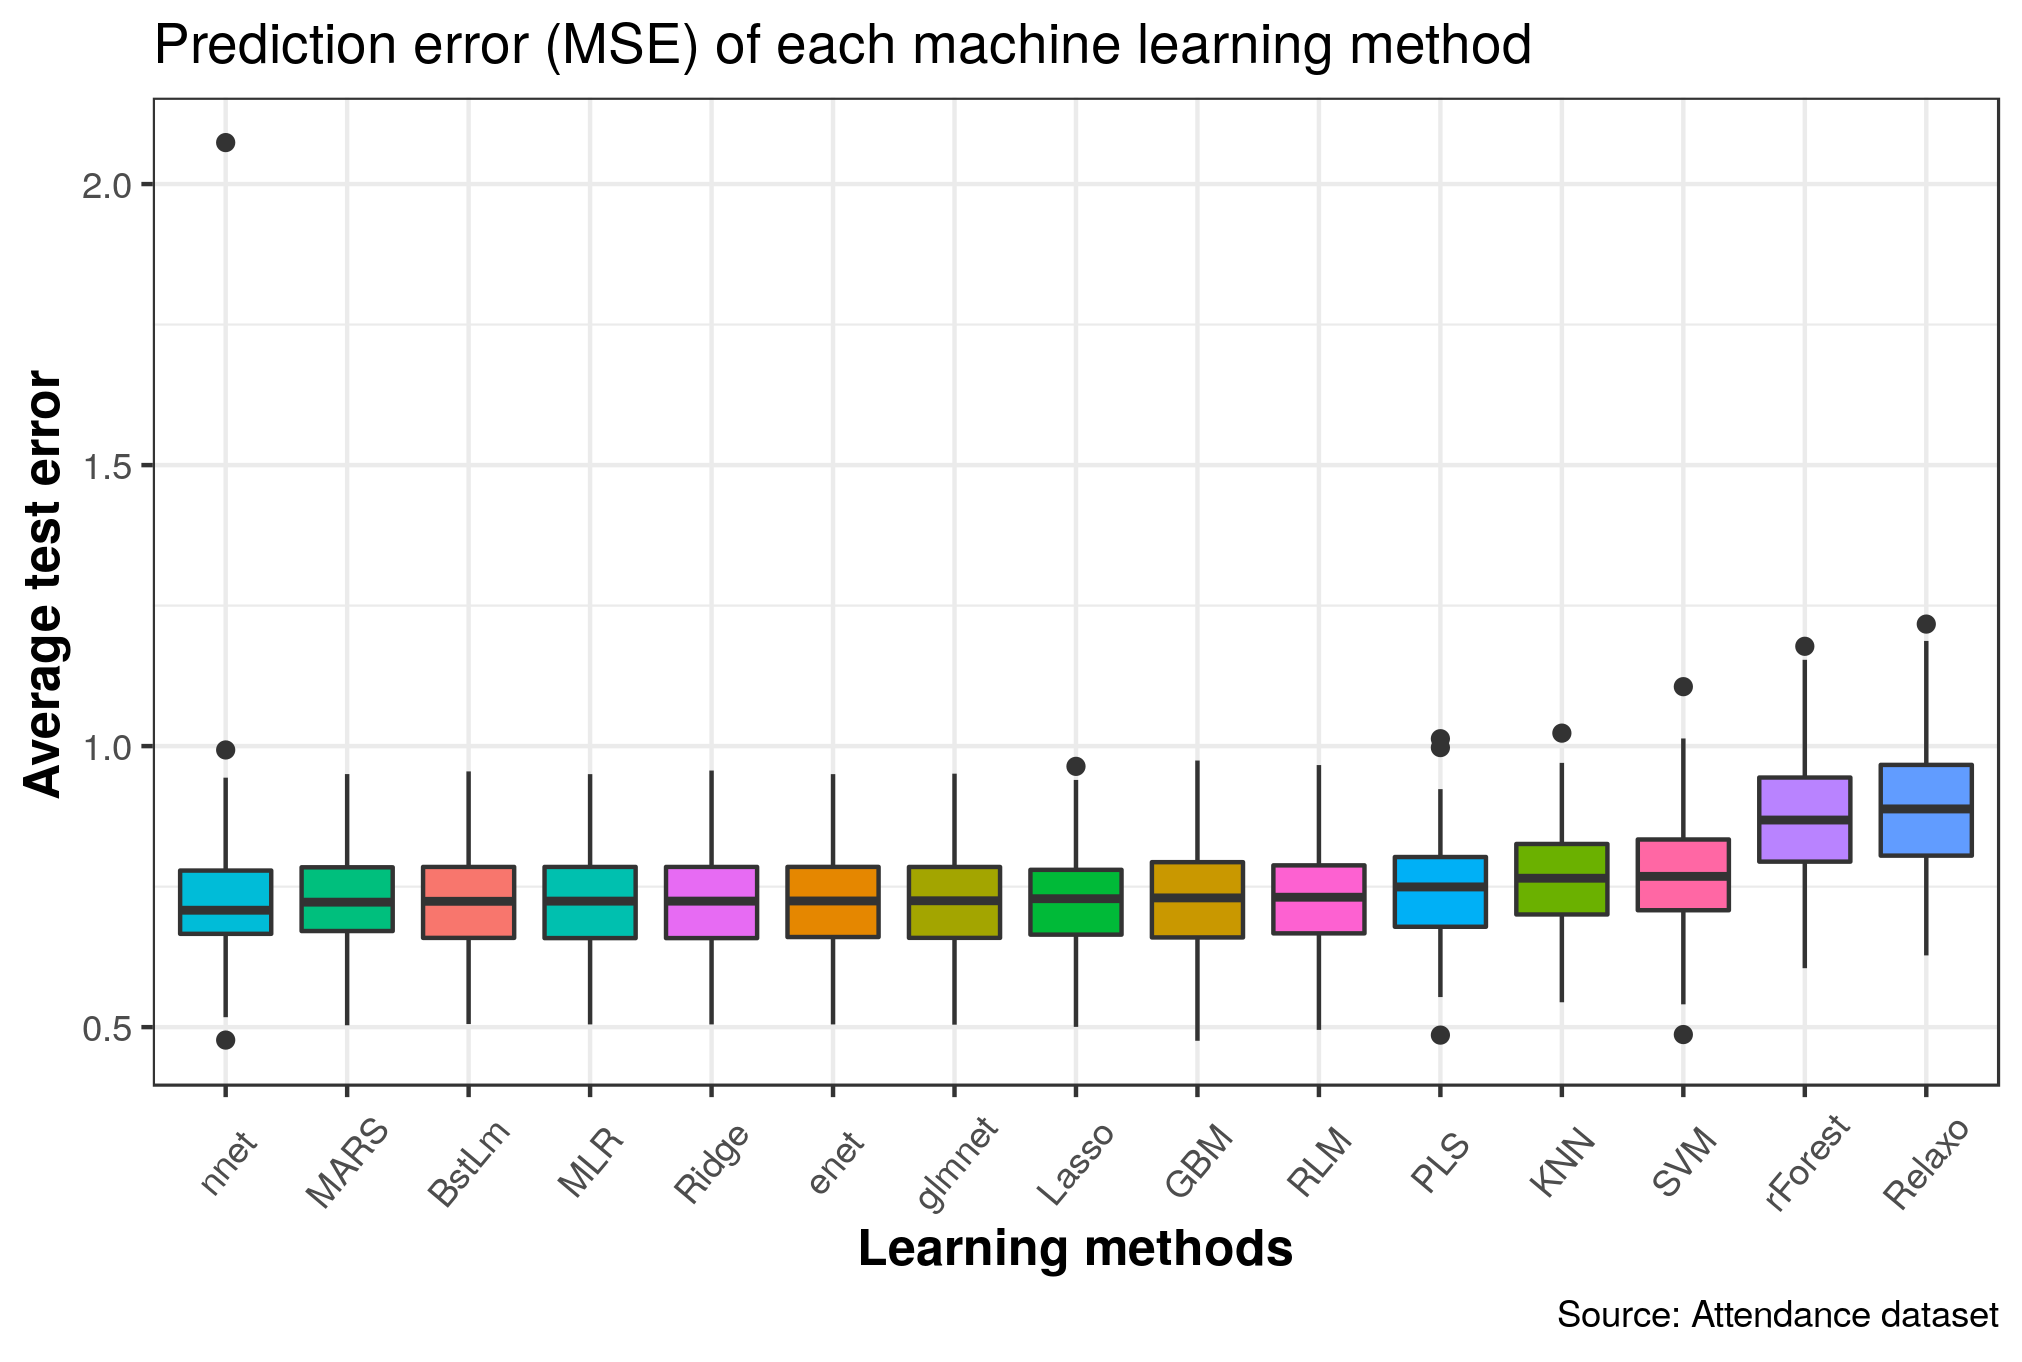 Prediction error (MSE) of each machine learning method
Average test error
2.0
1.5
1.0
0.5
nnet
MARS
BstLm
MLR
Ridge
enet
glmnet
Lasso
GBM
RLM
PLS
KNN
SVM
rForest
Relaxo
Learning methods
Source: Attendance dataset